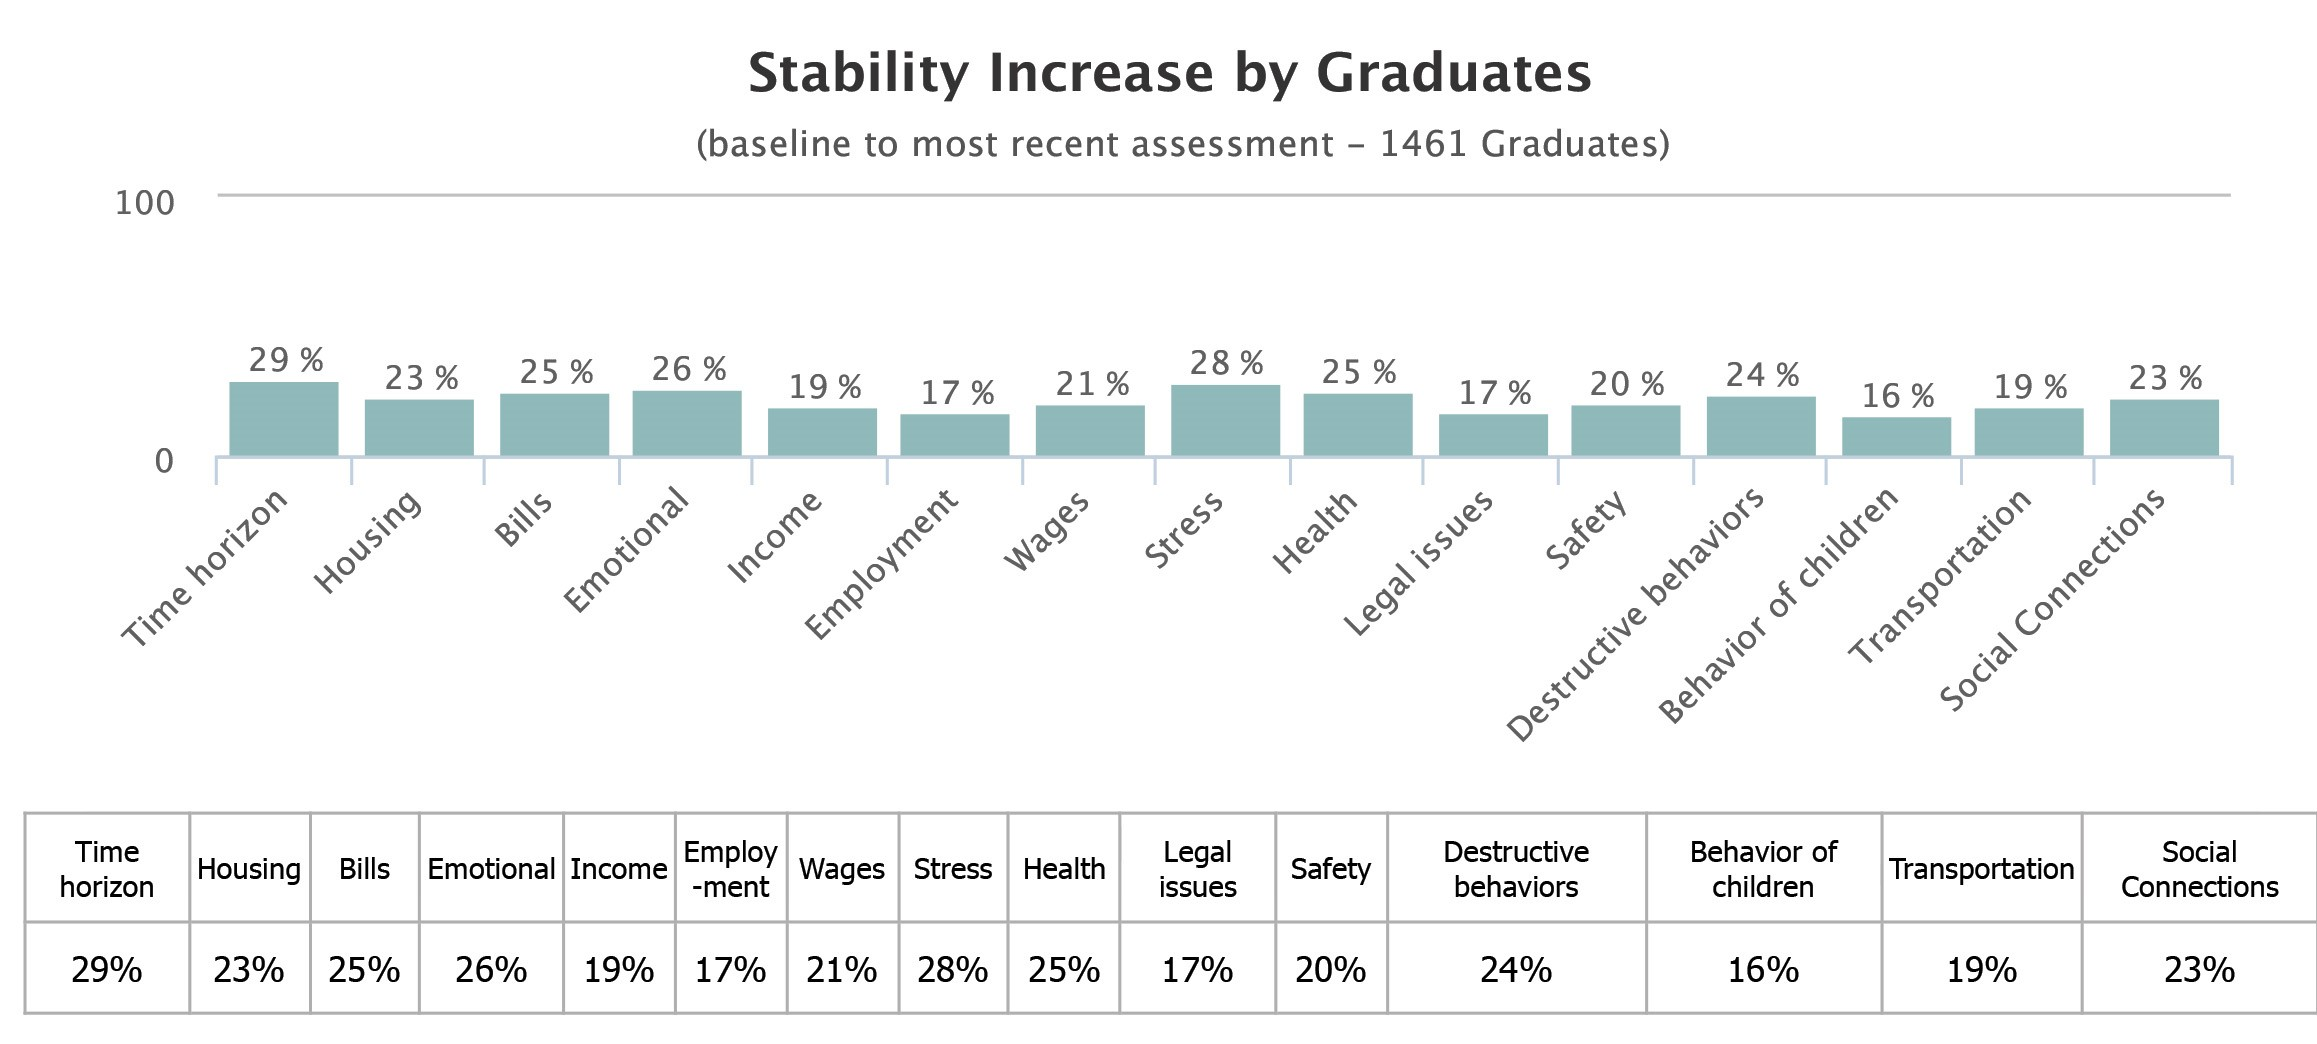 Stability Increase by Graduates
(baseline to most recent assessment – 1461 Graduates)
100
29 % 23 % 25 % 26 % 19 % 17 % 21 % 28 % 25 % 17 % 20 % 24 % 16 % 19 % 23 %
0
Time horizon
Housing
Bills
Emotional
Income
Employment
Wages
Stress
Health
Legal issues
Safety
Destructive behaviors
Behavior of children
Transportation
Social Connections
Time
horizon
Housing
Bills
Emotional
Income
Employ
-ment
Wages
Stress
Health
Legal
issues
Safety
Destructive
behaviors
Behavior of
children
Transportation
Social
Connections
29% 23% 25% 26% 19% 17% 21% 28% 25% 17% 20% 24% 16% 19% 23%